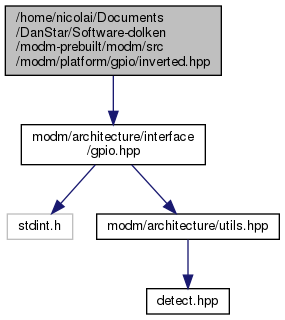 /home/nicolai/Documents
/DanStar/Software-dolken
/modm-prebuilt/modm/src
/modm/platform/gpio/inverted.hpp
modm/architecture/interface
/gpio.hpp
stdint.h
modm/architecture/utils.hpp
detect.hpp